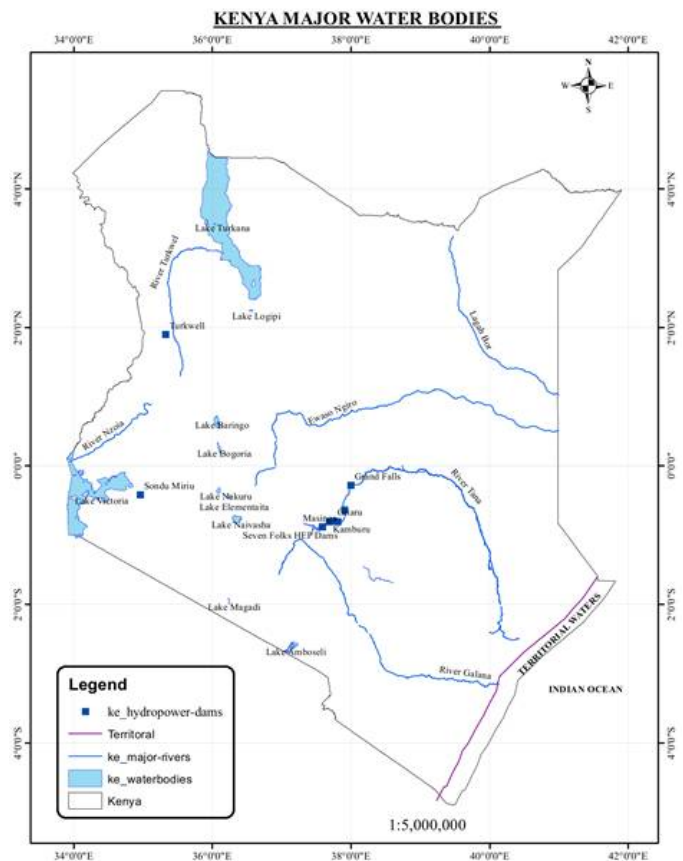 KENYA MAJOR WATER BODIES
34°0'0"E 36°0'0"E 38°0'0"E 40°0'0"E 42°0'0"E
N
W E
S
4°0'0"N 4°0'0"N
Lake Turkana
River Turkwel
Lake Logipi
Lagah Bor
Turkwell
2°0'0"N 2°0'0"N
Ewaso Ngiro
River Nzoia
Lake Baringo
Lake Bogoria
0°0'0" 0°0'0"
Grand Falls
River Tana
Sondu Miriu
Lake Nakuru
Lake Victoria
Lake Elementaita
Masinga
Lake Naivasha
Kamburu
Seven Folks HEP Dams
Lake Magadi
2°0'0"S 2°0'0"S
TERRITORIAL WATERS
Lake Amboseli
River Galana
INDIAN OCEAN
Legend
ke_hydropower-dams
Territoral
ke_major-rivers
ke_waterbodies
Kenya
4°0'0"S 4°0'0"S
1:5,000,000
34°0'0"E 36°0'0"E 38°0'0"E 40°0'0"E 42°0'0"E